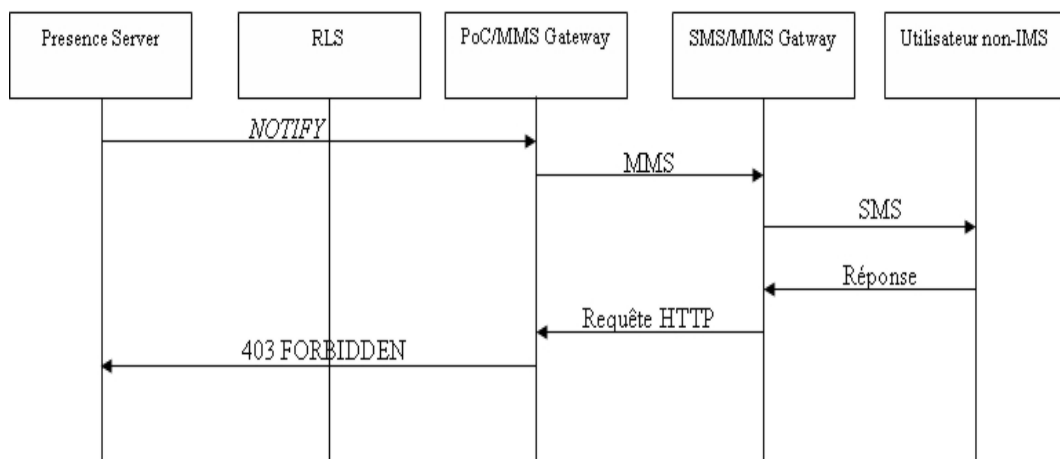 Presence Server
RLS
PoC/MMS Gateway
SMS/MMS Gatway
Utilisateur non-IMS
NOTIFY
MMS
SMS
Réponse
Requête HTTP
403 FORBIDDEN